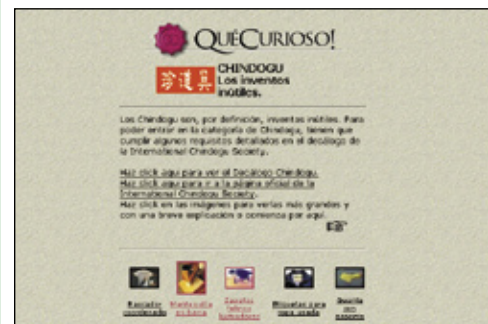 QUÉCURIOSO!
珍道具
CHINDOGU
Los inventos
inútiles.
Los Chindogu son, por definición, inventos inútiles. Para
poder entrar en la categoría de Chindogu, tienen que
cumplir algunos requisitos detallados en el decálogo de
la International Chindogu Society.
Haz click aquí para ver el Decálogo Chindogu.
Haz click aquí para ir a la página oficial de la
International Chindogu Society.
Haz click en las imágenes para verlas más grandes y
con una breve explicación o comienza por aquí.